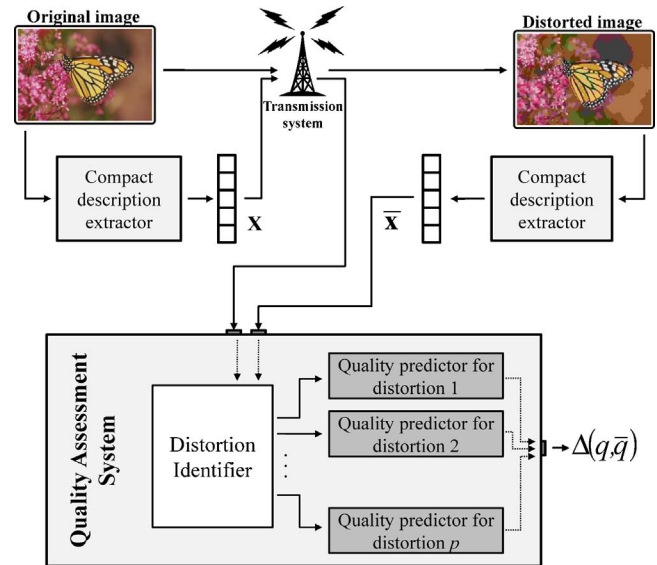 Original image
Distorted image
Transmission
system
Compact
description
extractor
x
x̄
Compact
description
extractor
Quality Assessment
System
Distortion
Identifier
Quality predictor for
distortion 1
Quality predictor for
distortion 2
Quality predictor for
distortion p
Δ(q,q̄)